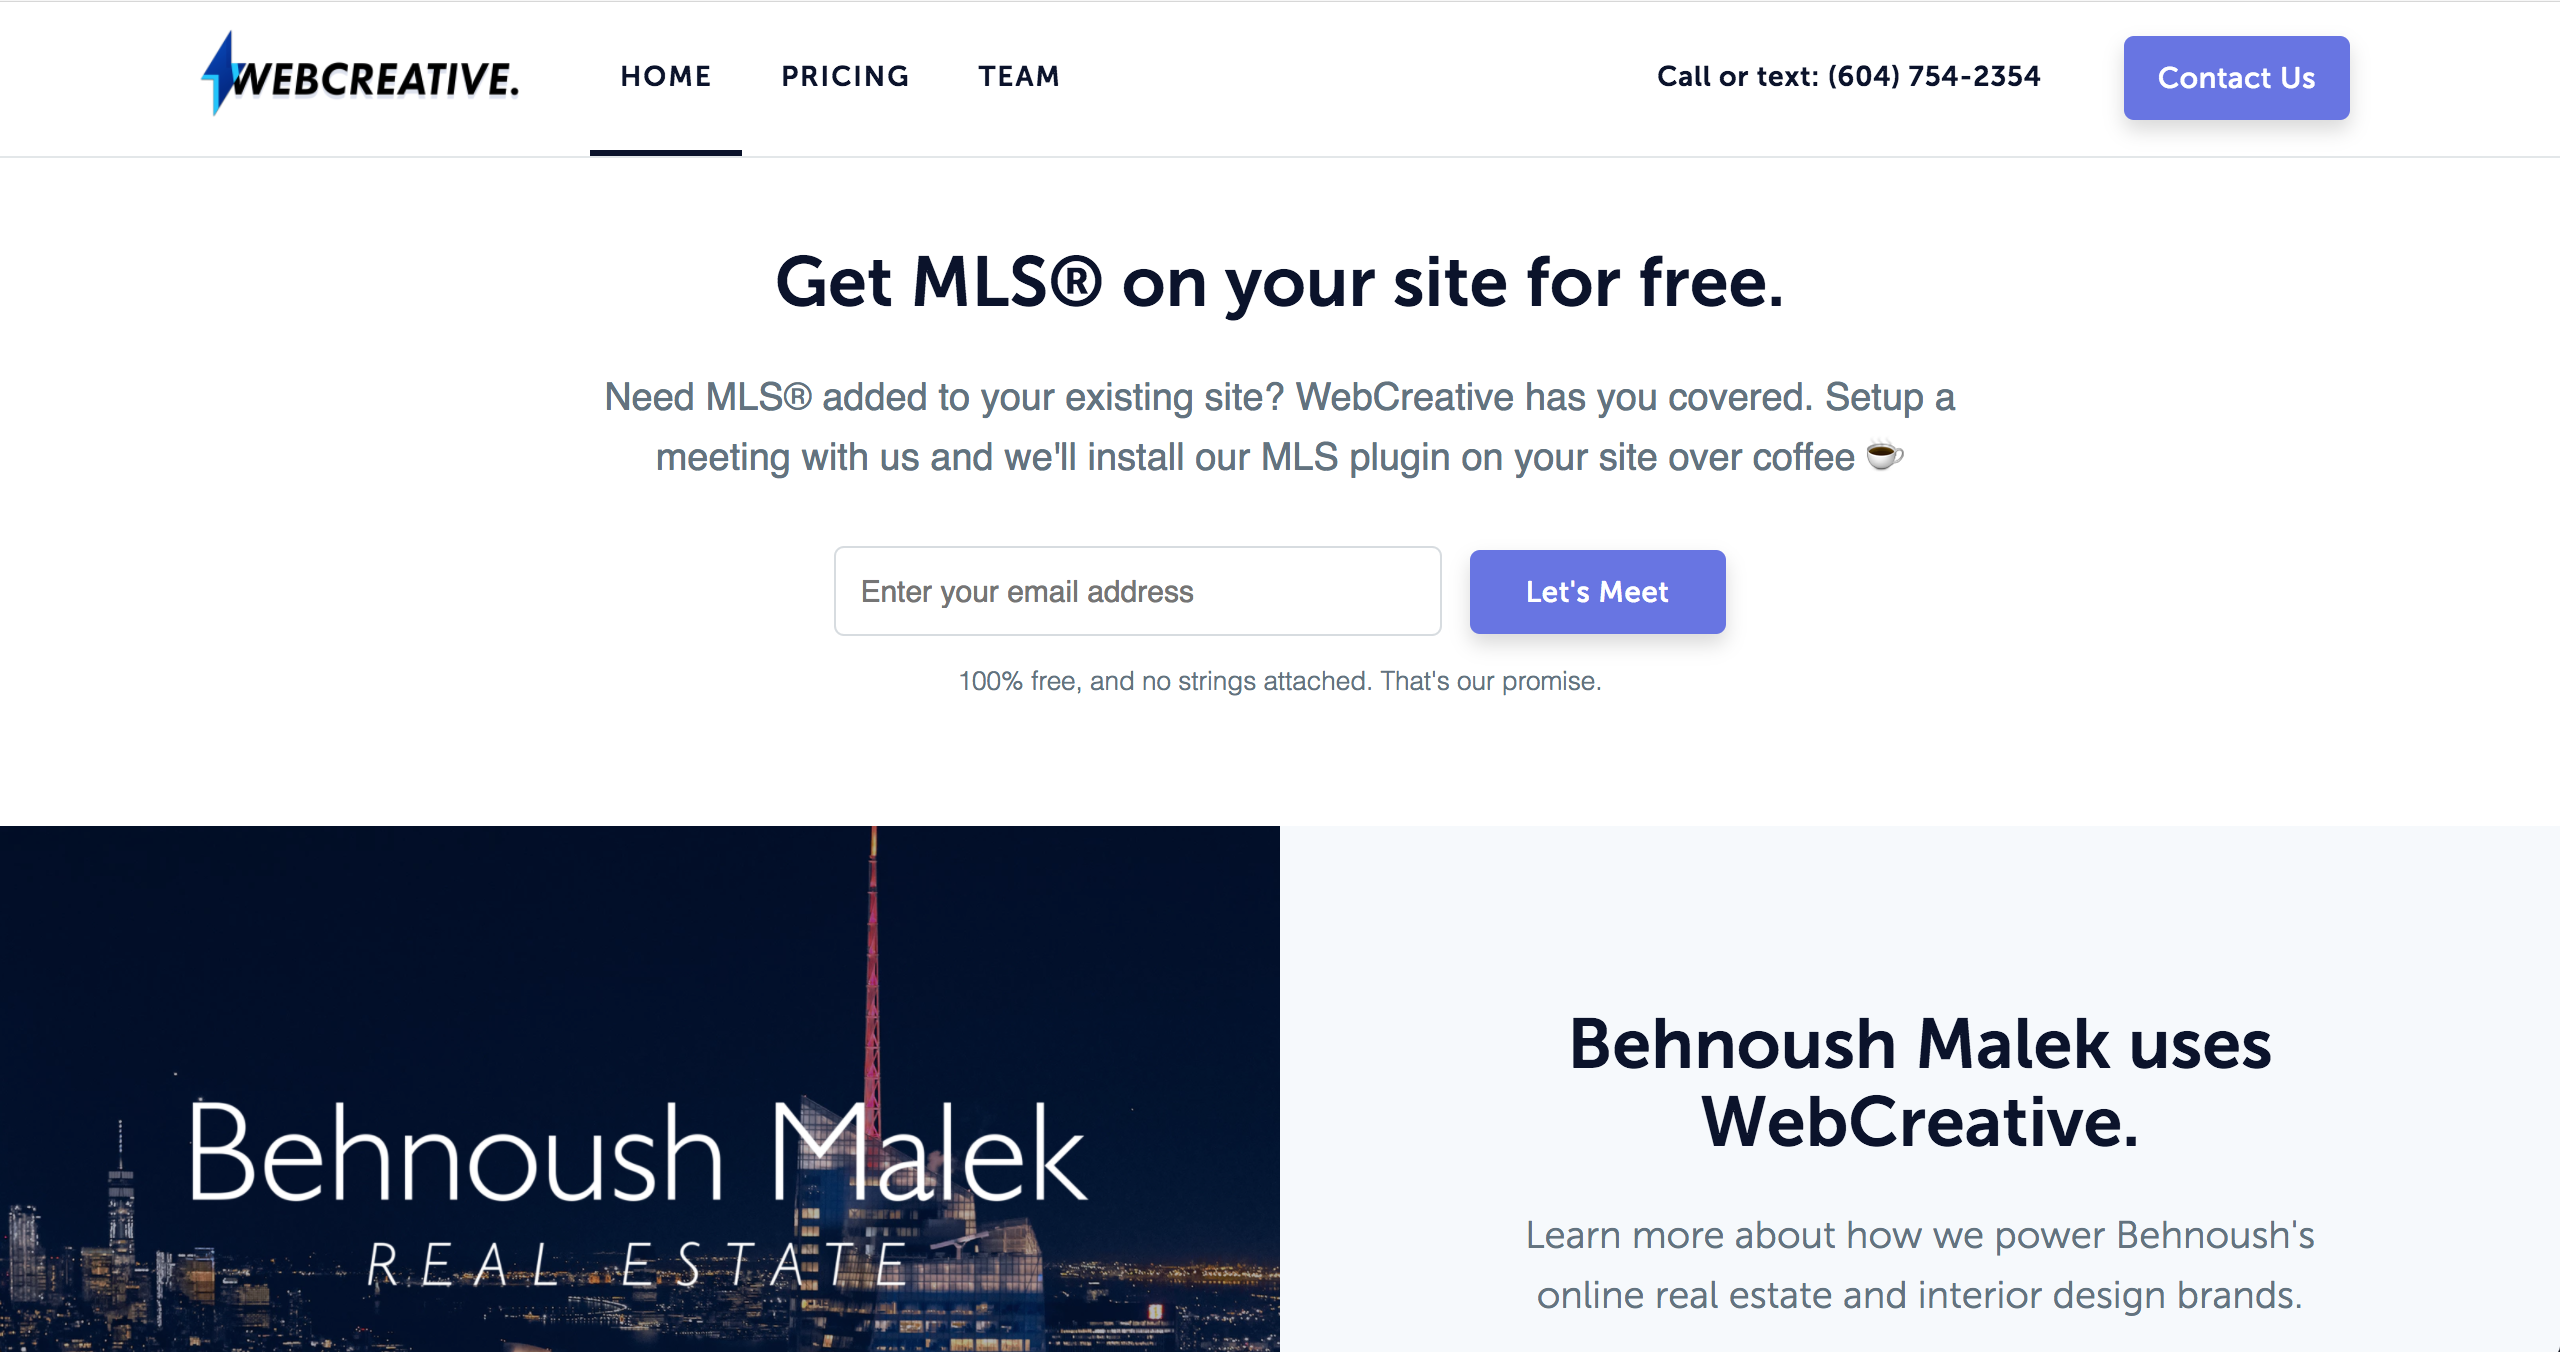 WEBCREATIVE.
HOME
PRICING
TEAM
Call or text: (604) 754-2354
Contact Us
Get MLS® on your site for free.
Need MLS® added to your existing site? WebCreative has you covered. Setup a
meeting with us and we'll install our MLS plugin on your site over coffee ☕
Enter your email address
Let's Meet
100% free, and no strings attached. That's our promise.
Behnoush Malek
REAL ESTATE
Behnoush Malek uses
WebCreative.
Learn more about how we power Behnoush's
online real estate and interior design brands.